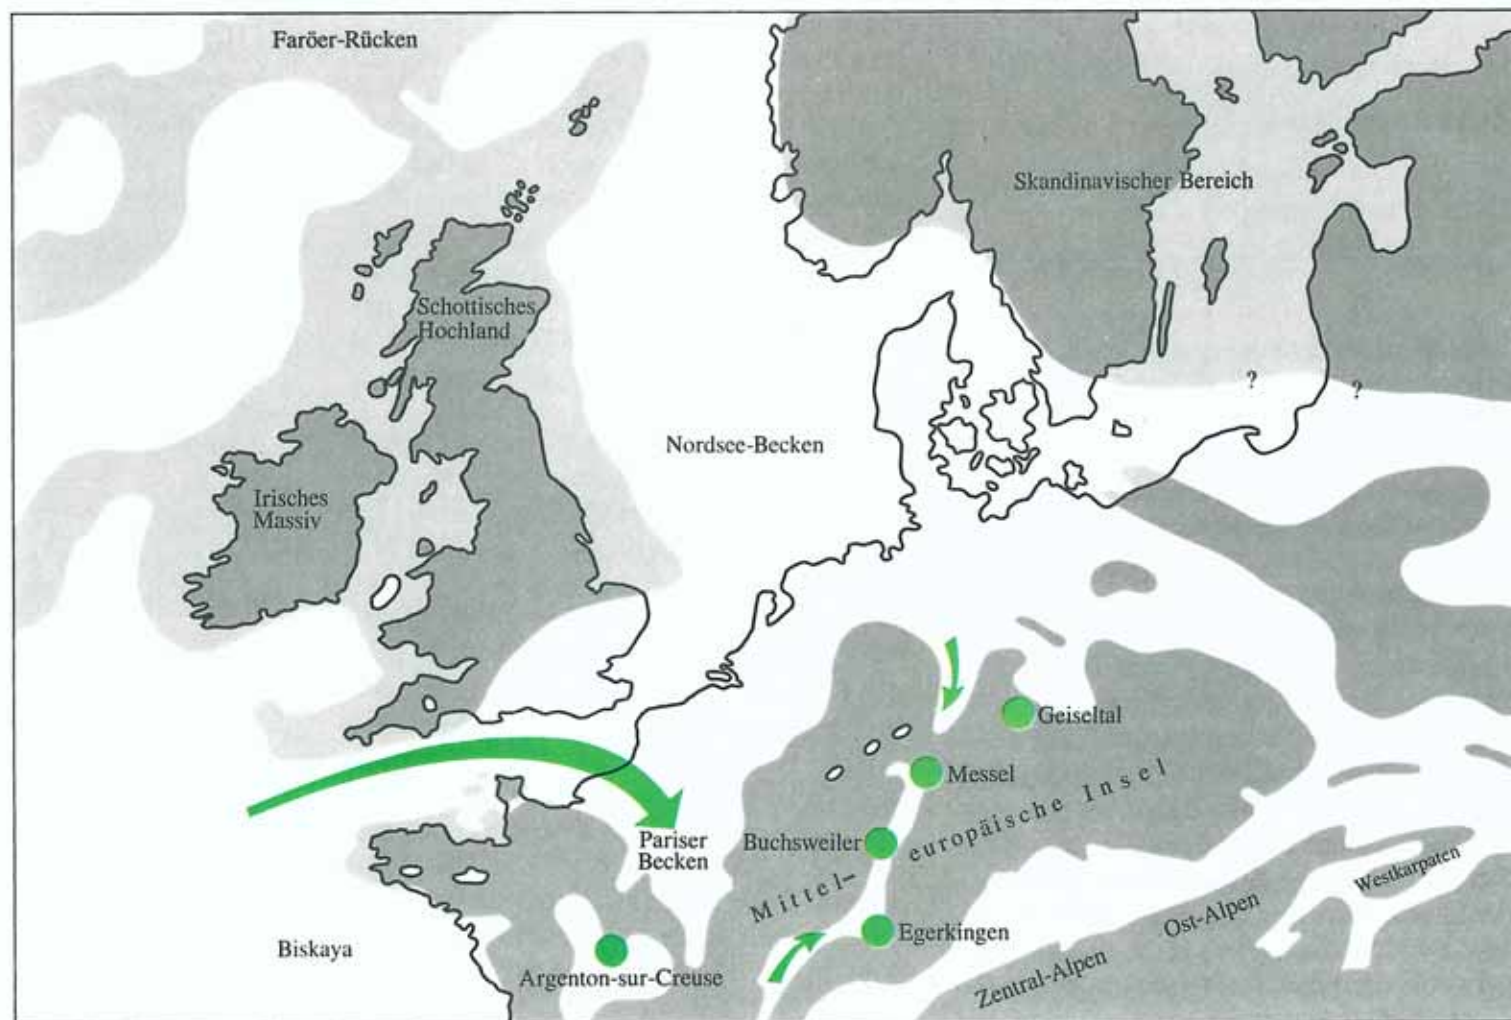 Faröer-Rücken
Skandinavischer Bereich
Schottisches
Hochland
?
?
Nordsee-Becken
Irisches
Massiv
Geiseltal
Messel
Mittel-
europäische Insel
Buchsweiler
Pariser
Becken
Westkarpaten
Ost-Alpen
Egerkingen
Biskaya
Argenton-sur-Creuse
Zentral-Alpen